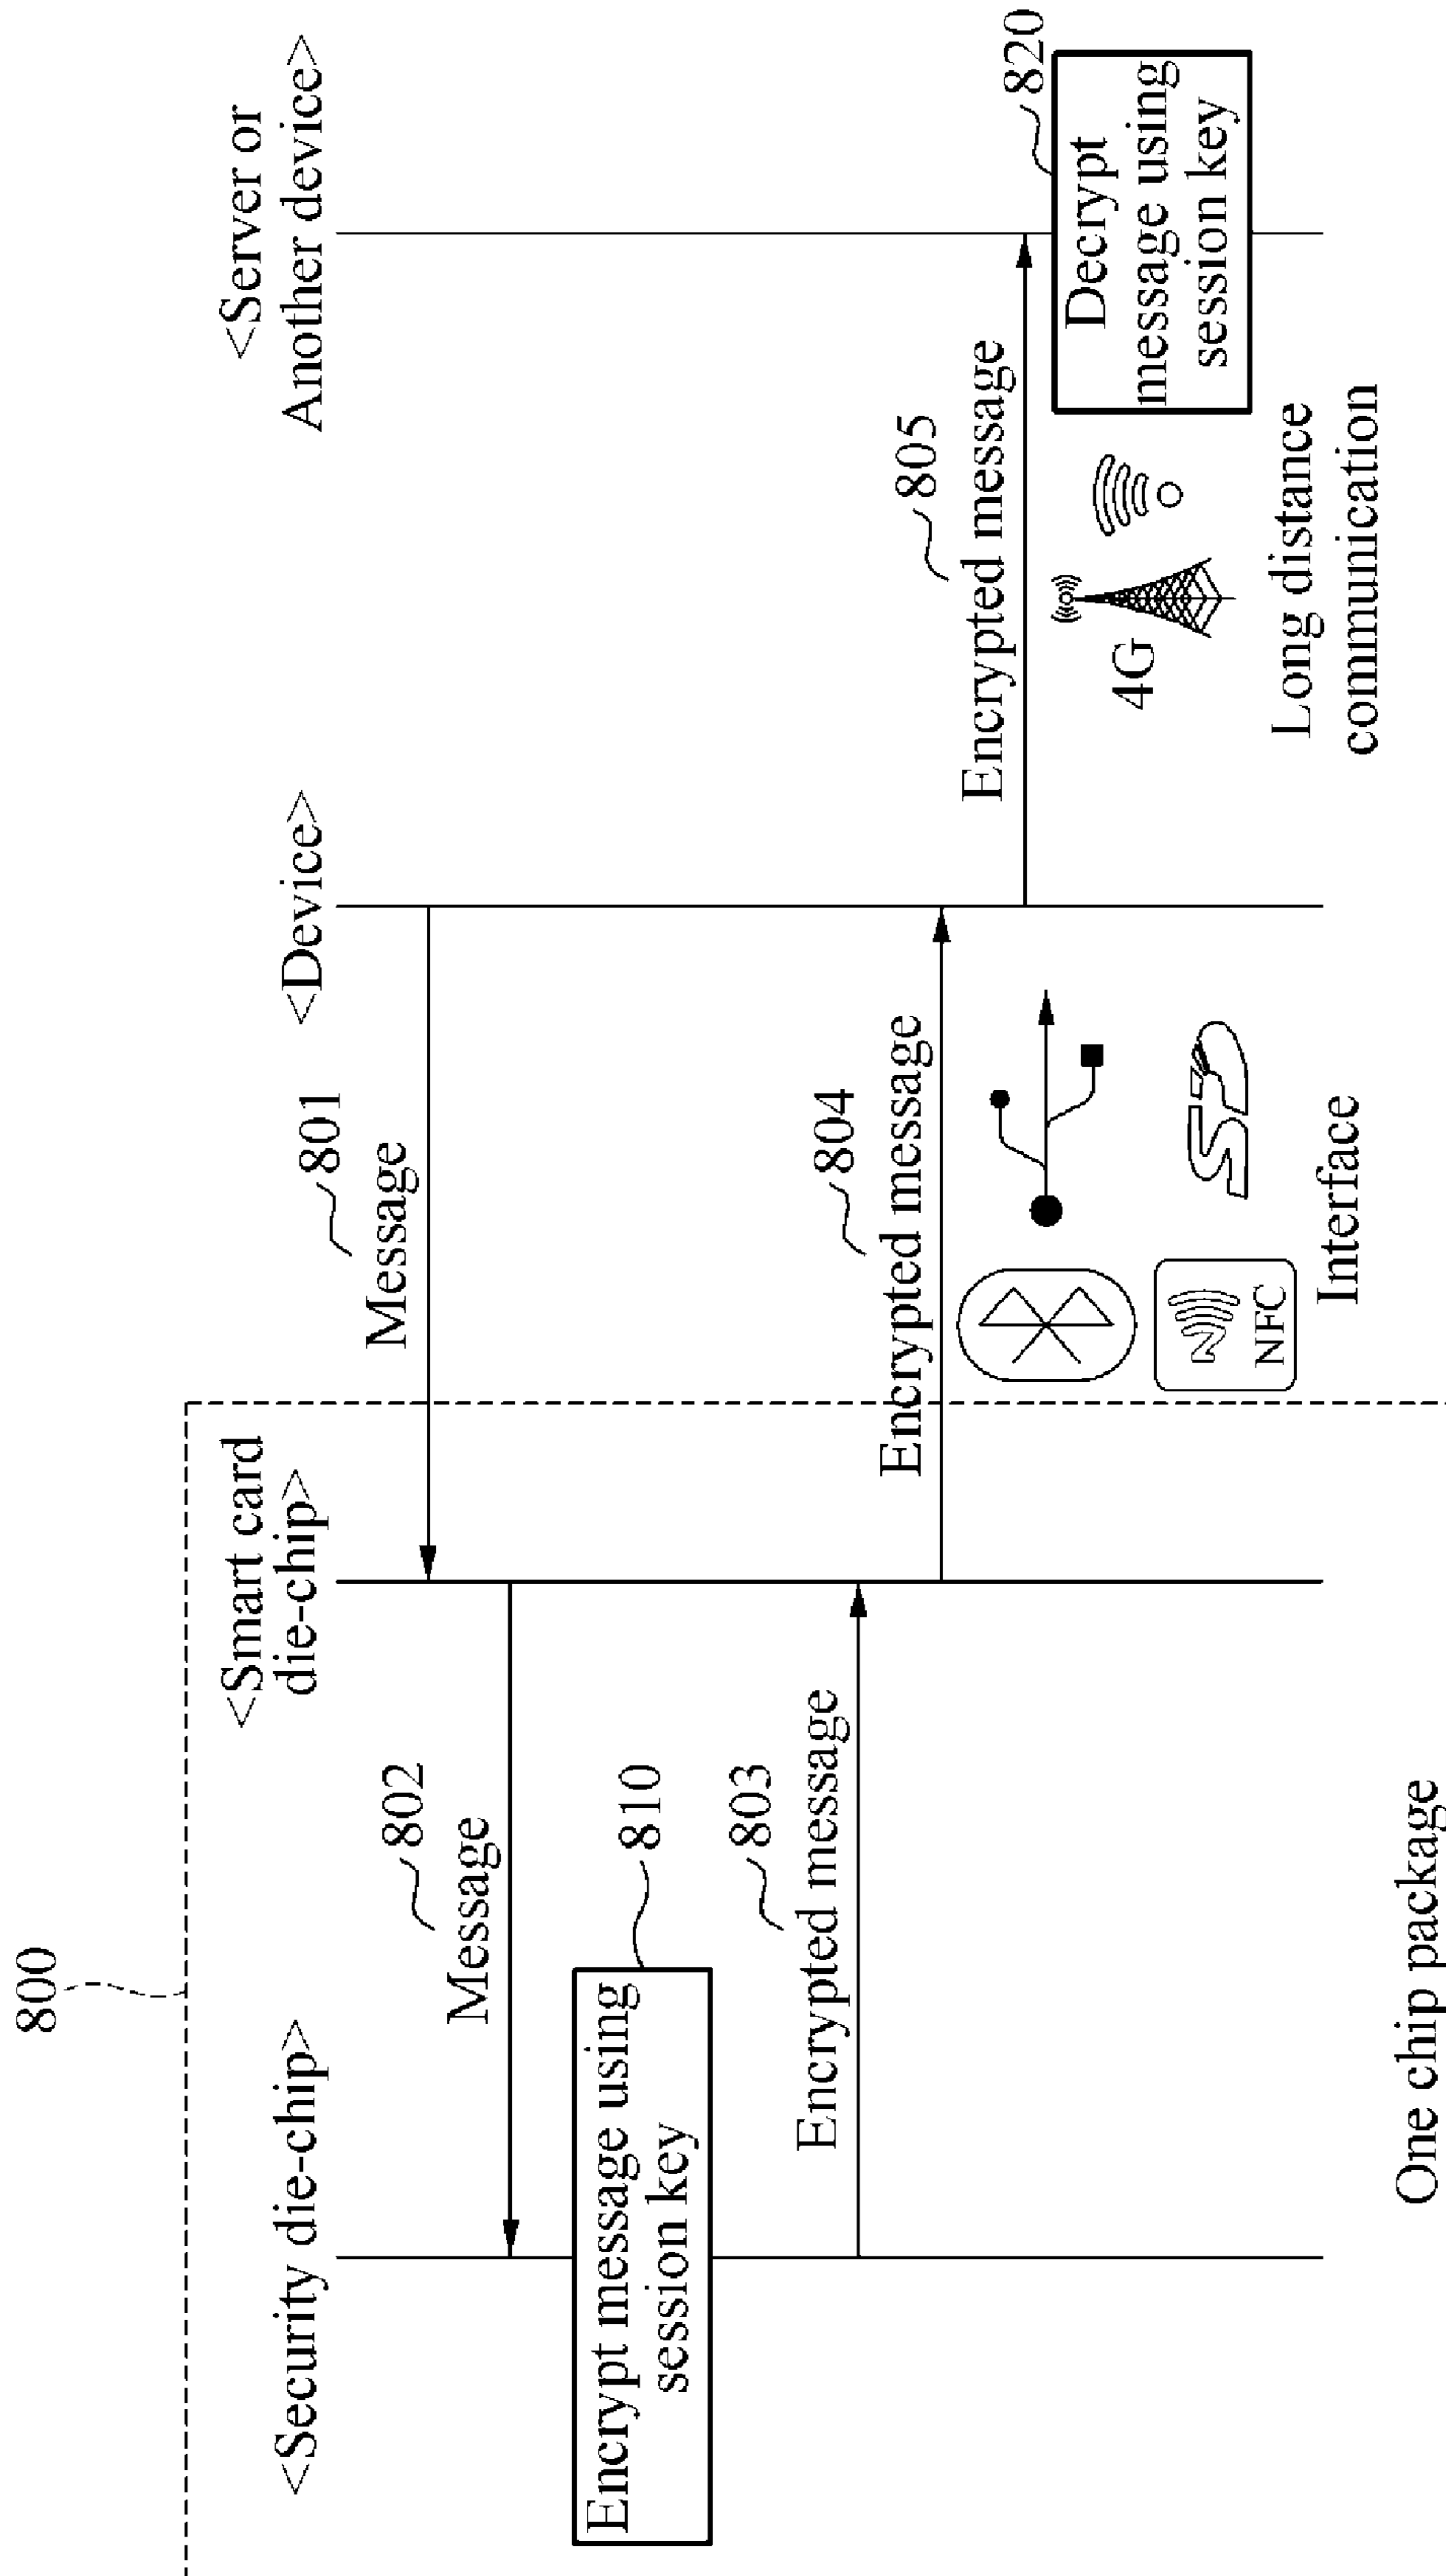 800
<Security die-chip>
<Smart card
die-chip>
<Device>
<Server or
Another device>
801
Message
802
Message
Encrypt message using
session key
810
803
Encrypted message
804
Encrypted message
805
Encrypted message
820
Decrypt
message using
session key
NFC
SD
Interface
4G
Long distance
communication
One chip package